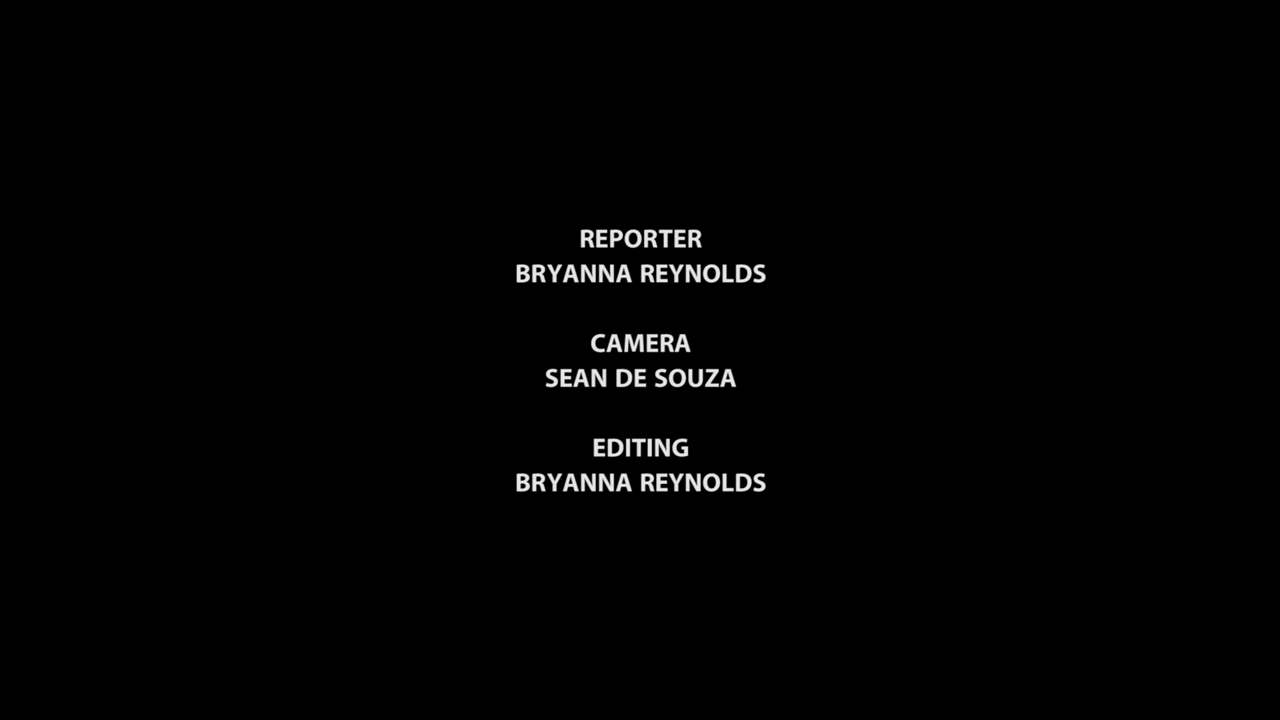 REPORTER
BRYANNA REYNOLDS
CAMERA
SEAN DE SOUZA
EDITING
BRYANNA REYNOLDS